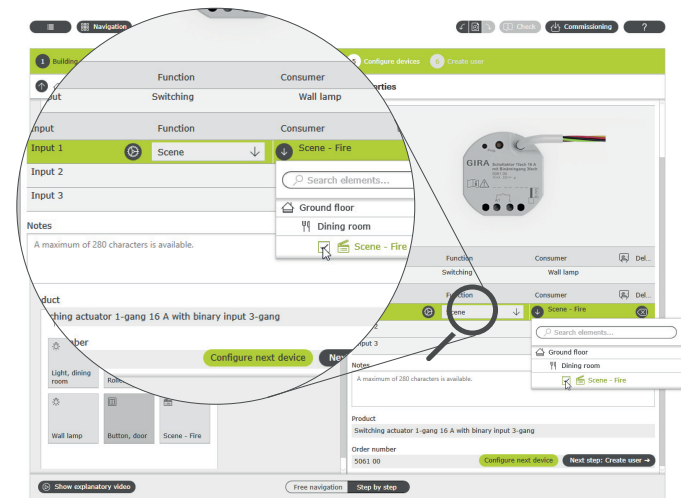 Navigation
Check
Commissioning
?
1 Building
5 Configure devices
6 Create user
Function Consumer
Switching Wall lamp
Input Function Consumer
Input 1 Scene Scene - Fire
Input 2
Input 3
Search elements...
Ground floor
Dining room
Scene - Fire
Notes
A maximum of 280 characters is available.
16 A with binary input 3-gang
Configure next device
Light, dining
room
Wall lamp
Button, door
Scene - Fire
GIRA
Function Consumer Del...
Switching Wall lamp
Function Consumer Del...
Scene Scene - Fire
Input 3
Search elements...
Ground floor
Dining room
Scene - Fire
Notes
A maximum of 280 characters is available.
Product
Switching actuator 1-gang 16 A with binary input 3-gang
Order number
5061 00
Configure next device
Next step: Create user
Show explanatory video
Free navigation
Step by step